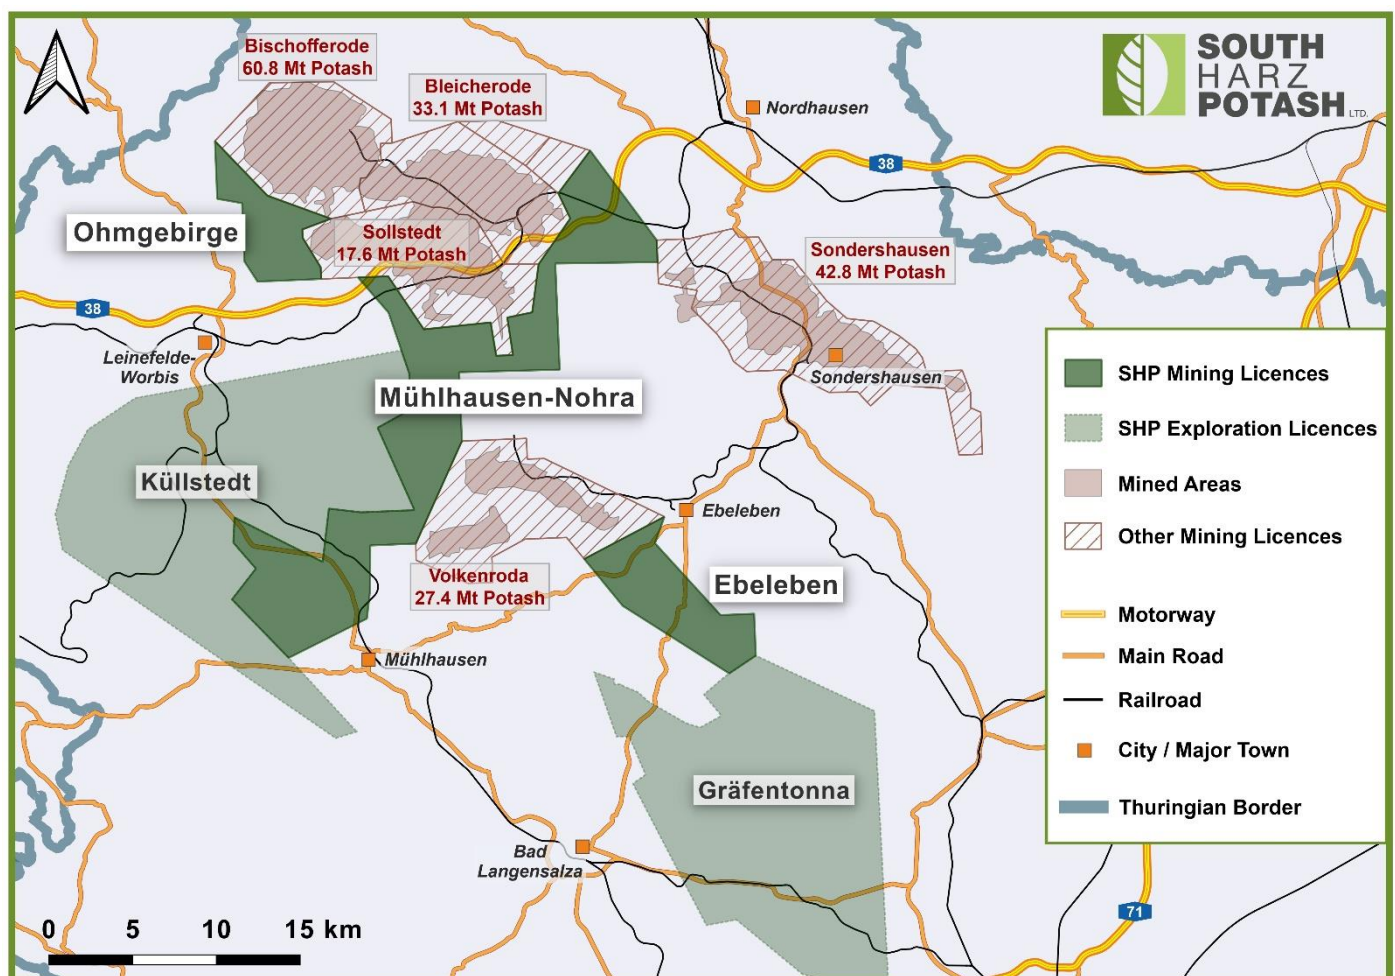 Bischofferode
60.8 Mt Potash
Bleicherode
33.1 Mt Potash
Nordhausen
SOUTH
HARZ
POTASH LTD.
38
Ohmgebirge
Sollstedt
17.6 Mt Potash
Sondershausen
42.8 Mt Potash
38
Leinefelde-
Worbis
Sondershausen
Mühlhausen-Nohra
Küllstedt
Ebeleben
Volkenroda
27.4 Mt Potash
Ebeleben
Mühlhausen
Gräfentonna
Bad
Langensalza
71
0 5 10 15 km
SHP Mining Licences
SHP Exploration Licences
Mined Areas
Other Mining Licences
Motorway
Main Road
Railroad
City / Major Town
Thuringian Border